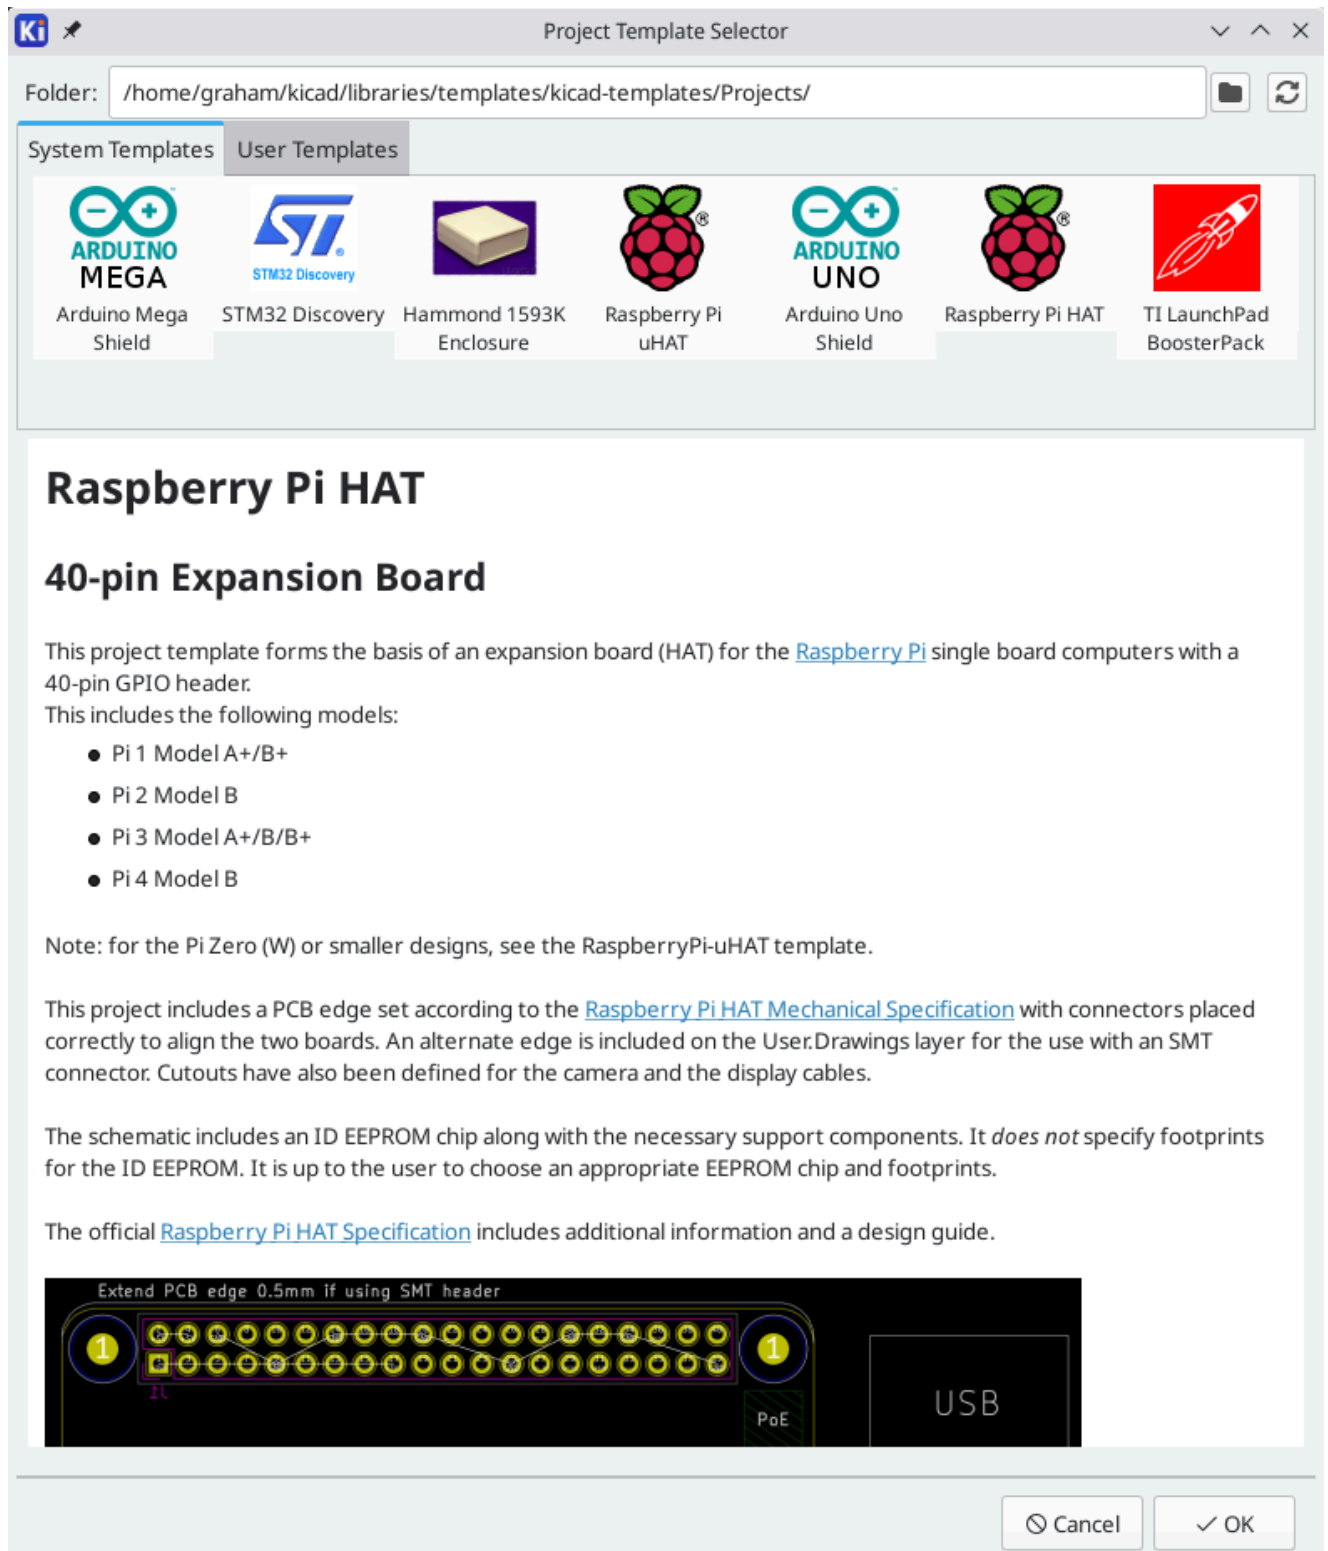 Ki
Project Template Selector
Folder: /home/graham/kicad/libraries/templates/kicad-templates/Projects/
System Templates User Templates
ARDUINO
MEGA
Arduino Mega
Shield
STM32 Discovery
STM32 Discovery
Hammond 1593K
Enclosure
®
Raspberry Pi
uHAT
ARDUINO
UNO
Arduino Uno
Shield
®
Raspberry Pi HAT
TI LaunchPad
BoosterPack
Raspberry Pi HAT
40-pin Expansion Board
This project template forms the basis of an expansion board (HAT) for the Raspberry Pi single board computers with a
40-pin GPIO header.
This includes the following models:
● Pi 1 Model A+/B+
● Pi 2 Model B
● Pi 3 Model A+/B/B+
● Pi 4 Model B
Note: for the Pi Zero (W) or smaller designs, see the RaspberryPi-uHAT template.
This project includes a PCB edge set according to the Raspberry Pi HAT Mechanical Specification with connectors placed
correctly to align the two boards. An alternate edge is included on the User.Drawings layer for the use with an SMT
connector. Cutouts have also been defined for the camera and the display cables.
The schematic includes an ID EEPROM chip along with the necessary support components. It does not specify footprints
for the ID EEPROM. It is up to the user to choose an appropriate EEPROM chip and footprints.
The official Raspberry Pi HAT Specification includes additional information and a design guide.
Extend PCB edge 0.5mm if using SMT header
1 1
J1
PoE
USB
Cancel OK